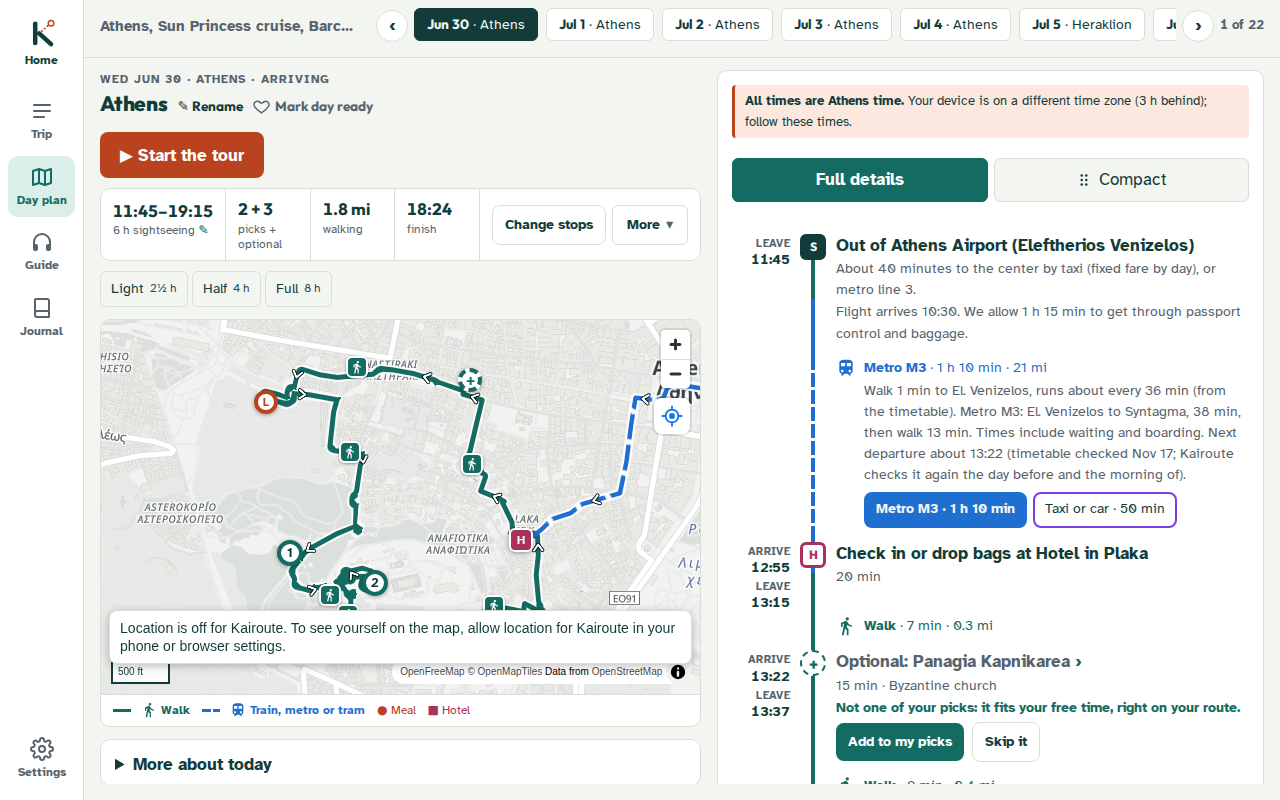 Athens, Sun Princess cruise, Barc...
‹
Jun 30 · Athens
Jul 1 · Athens
Jul 2 · Athens
Jul 3 · Athens
Jul 4 · Athens
Jul 5 · Heraklion
›
1 of 22
Home
Trip
Day plan
Guide
Journal
Settings
WED JUN 30 · ATHENS · ARRIVING
Athens
✎ Rename
Mark day ready
▶ Start the tour
11:45–19:15
6 h sightseeing ✎
2 + 3
picks +
optional
1.8 mi
walking
18:24
finish
Change stops
More ▾
Light 2½ h
Half 4 h
Full 8 h
ASTEROKOPÍO
ΑΣΤΕΡΟΣΚΟΠΕΊΟ
ANAFIOTIKA
ΑΝΑΦΙΏΤΙΚΑ
EO91
L
H
1
2
+
−
Location is off for Kairoute. To see yourself on the map, allow location for Kairoute in your
phone or browser settings.
500 ft
OpenFreeMap © OpenMapTiles Data from OpenStreetMap
Walk
Train, metro or tram
Meal
Hotel
▶ More about today
All times are Athens time. Your device is on a different time zone (3 h behind);
follow these times.
Full details
Compact
LEAVE
11:45
S
Out of Athens Airport (Eleftherios Venizelos)
About 40 minutes to the center by taxi (fixed fare by day), or
metro line 3.
Flight arrives 10:30. We allow 1 h 15 min to get through passport
control and baggage.
Metro M3 · 1 h 10 min · 21 mi
Walk 1 min to El. Venizelos, runs about every 36 min (from
the timetable). Metro M3: El Venizelos to Syntagma, 38 min,
then walk 13 min. Times include waiting and boarding. Next
departure about 13:22 (timetable checked Nov 17; Kairoute
checks it again the day before and the morning of).
Metro M3 · 1 h 10 min
Taxi or car · 50 min
ARRIVE
12:55
LEAVE
13:15
H
Check in or drop bags at Hotel in Plaka
20 min
Walk · 7 min · 0.3 mi
ARRIVE
13:22
LEAVE
13:37
+
Optional: Panagia Kapnikarea ›
15 min · Byzantine church
Not one of your picks: it fits your free time, right on your route.
Add to my picks
Skip it